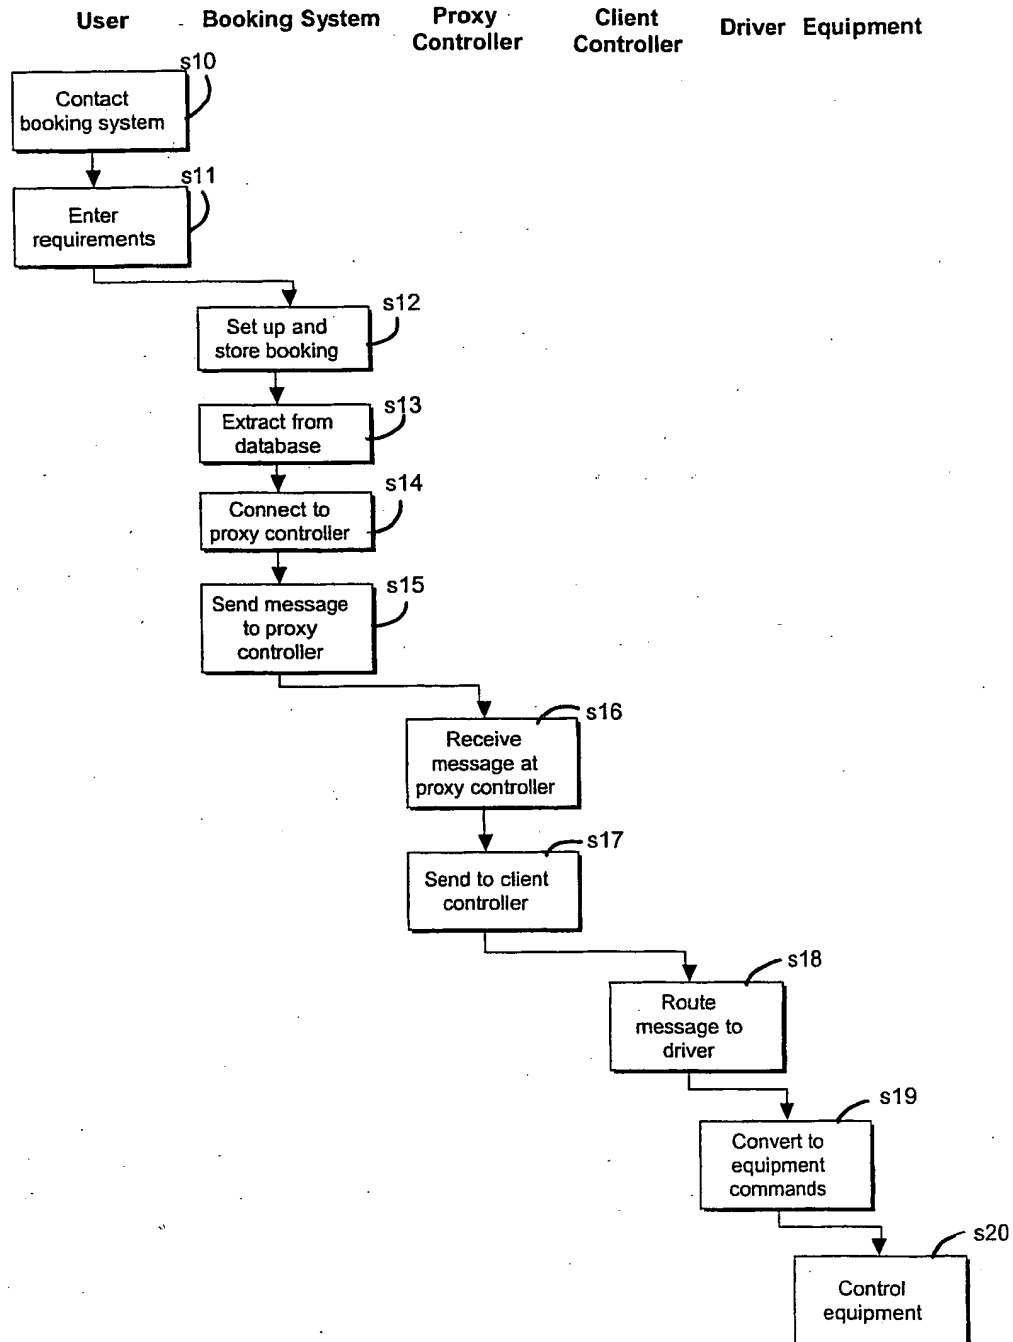 User
Booking System
Proxy
Controller
Client
Controller
Driver
Equipment
s10
Contact
booking system
s11
Enter
requirements
s12
Set up and
store booking
s13
Extract from
database
s14
Connect to
proxy controller
s15
Send message
to proxy
controller
s16
Receive
message at
proxy controller
s17
Send to client
controller
s18
Route
message to
driver
s19
Convert to
equipment
commands
s20
Control
equipment